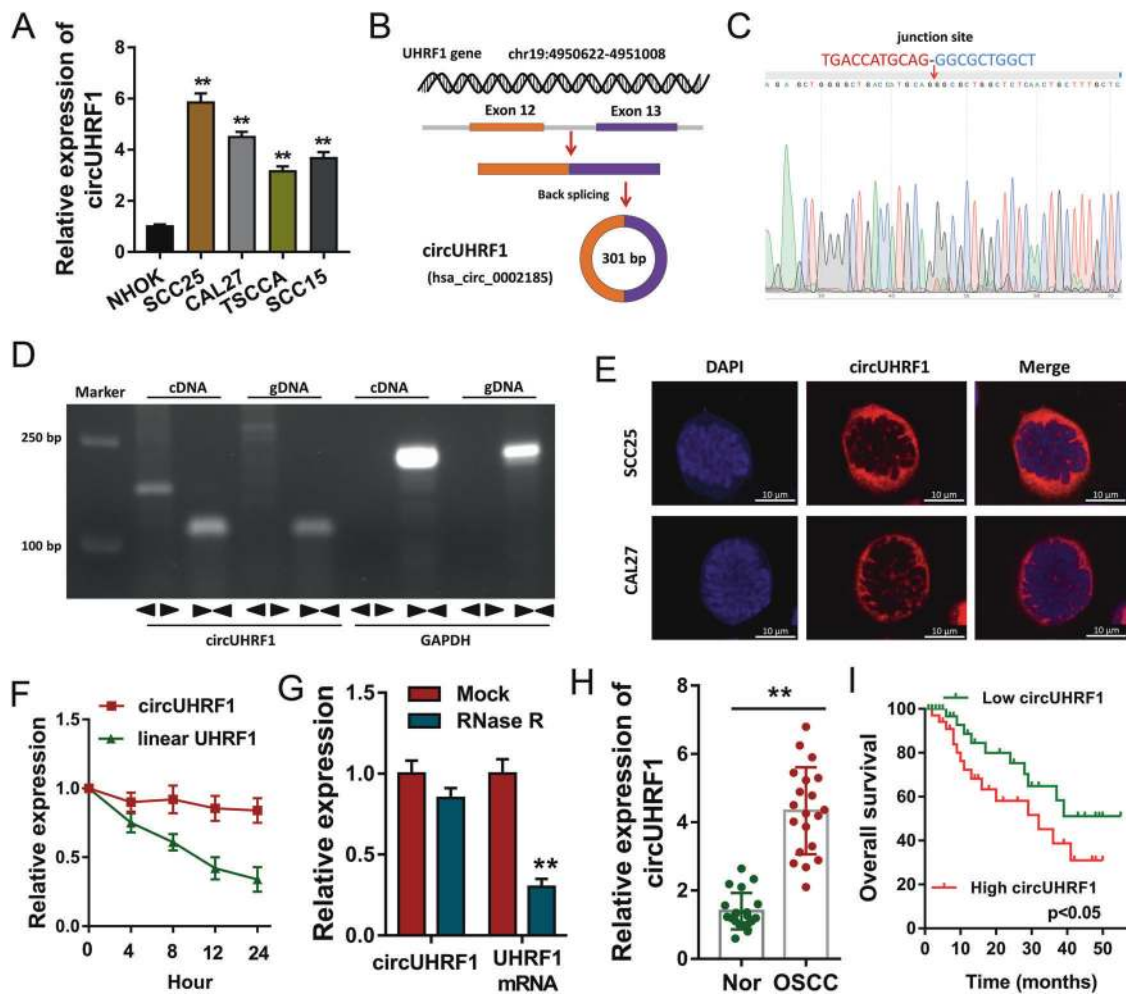 A
Relative expression of
circUHRF1
8
6
4
2
0
**
**
**
**
NHOK
SCC25
CAL27
TSCCA
SCC15
B
UHRF1 gene chr19:4950622-4951008
Exon 12 Exon 13
Back splicing
circUHRF1
(hsa_circ_0002185)
301 bp
C
junction site
TGACCATGCAG-GGCGCTGGCT
D
Marker cDNA gDNA cDNA gDNA
250 bp
100 bp
circUHRF1 GAPDH
E
DAPI circUHRF1 Merge
SCC25
10 μm 10 μm 10 μm
CAL27
10 μm 10 μm 10 μm
F
Relative expression
1.5
1.0
0.5
0.0
circUHRF1
linear UHRF1
0 4 8 12 24
Hour
G
Relative expression
1.5
1.0
0.5
0.0
Mock
RNase R
**
circUHRF1 UHRF1
mRNA
H
Relative expression of
circUHRF1
8
6
4
2
0
**
Nor OSCC
I
Overall survival
100
80
60
40
20
0
Low circUHRF1
High circUHRF1
p<0.05
0 10 20 30 40 50
Time (months)